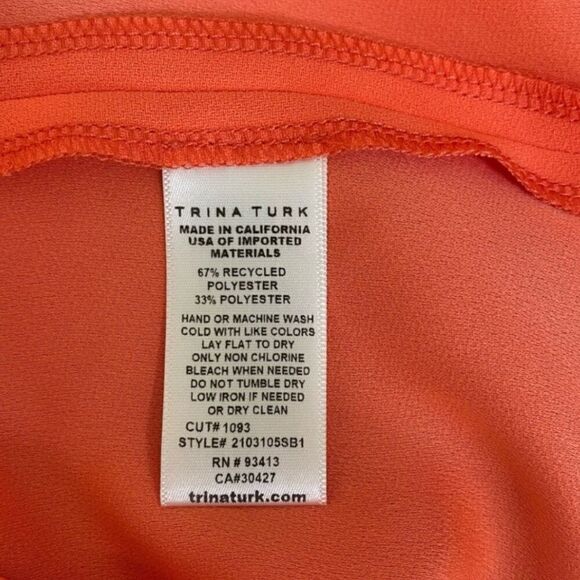 TRINA TURK
MADE IN CALIFORNIA
USA OF IMPORTED
MATERIALS
67% RECYCLED
POLYESTER
33% POLYESTER
HAND OR MACHINE WASH
COLD WITH LIKE COLORS
LAY FLAT TO DRY
ONLY NON CHLORINE
BLEACH WHEN NEEDED
DO NOT TUMBLE DRY
LOW IRON IF NEEDED
OR DRY CLEAN
CUT# 1093
STYLE# 2103105SB1
RN # 93413
CA#30427
trinaturk.com